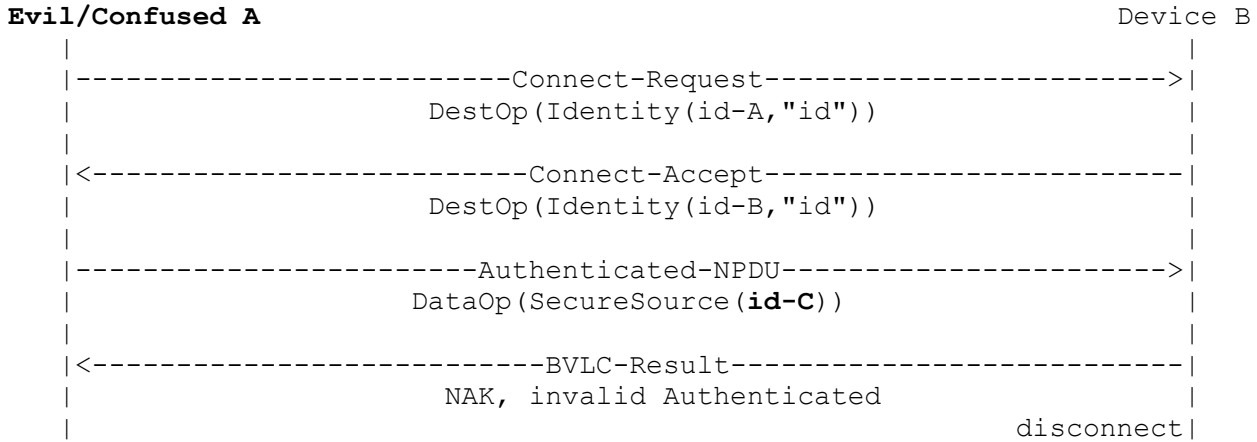 Evil/Confused A Device B
| |
|--------------------------Connect-Request------------------------->|
| DestOp(Identity(id-A,"id")) |
| |
|<---------------------------Connect-Accept-------------------------|
| DestOp(Identity(id-B,"id")) |
| |
|------------------------Authenticated-NPDU----------------------->|
| DataOp(SecureSource(id-C)) |
| |
|<----------------------------BVLC-Result---------------------------|
| NAK, invalid Authenticated |
| disconnect|